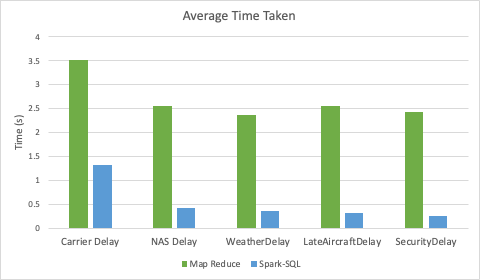 Average Time Taken
4
3.5
3
2.5
2
1.5
1
0.5
0
Time (s)
Carrier Delay NAS Delay WeatherDelay LateAircraftDelay SecurityDelay
Map Reduce Spark-SQL